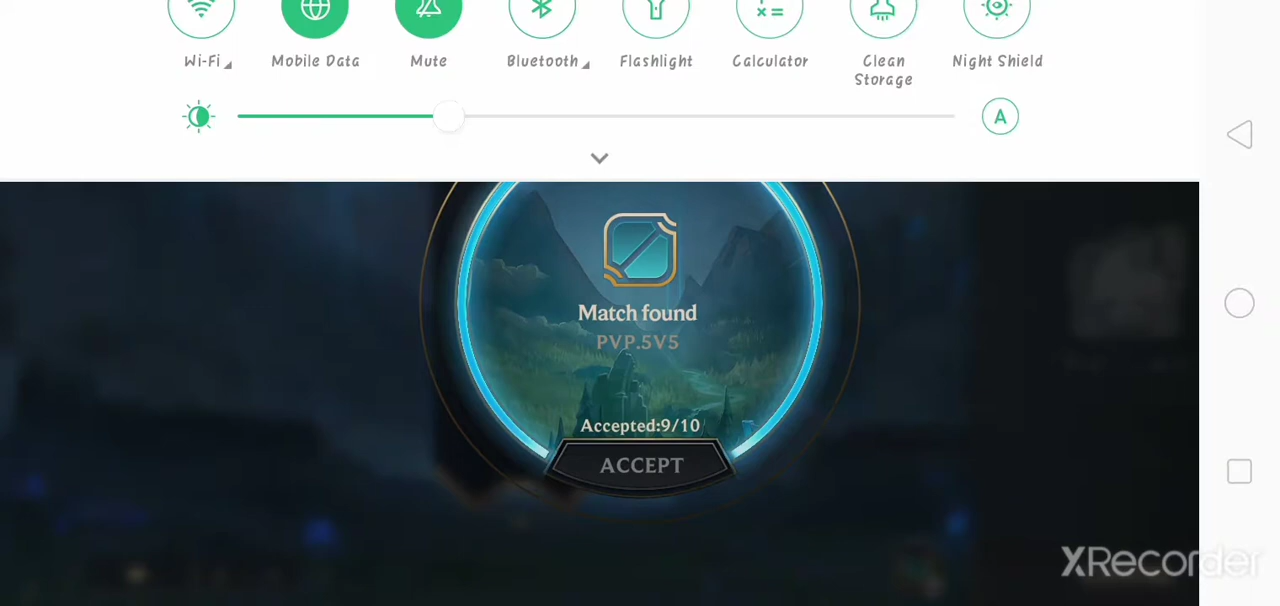 Wi-Fi Mobile Data Mute Bluetooth Flashlight Calculator Clean Storage Night Shield
A
Match found
PVP.5V5
Accepted:9/10
ACCEPT
XRecorder